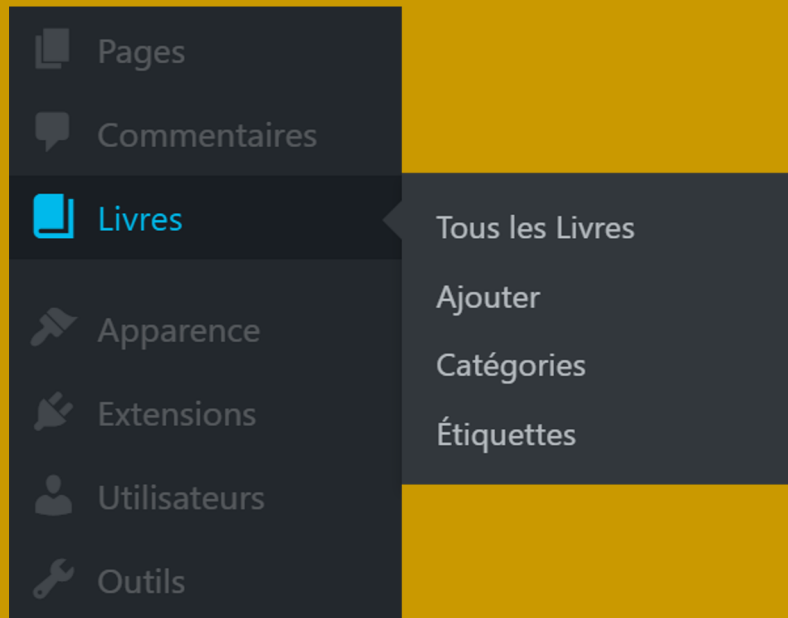 Pages
Commentaires
Livres
Tous les Livres
Ajouter
Catégories
Étiquettes
Apparence
Extensions
Utilisateurs
Outils